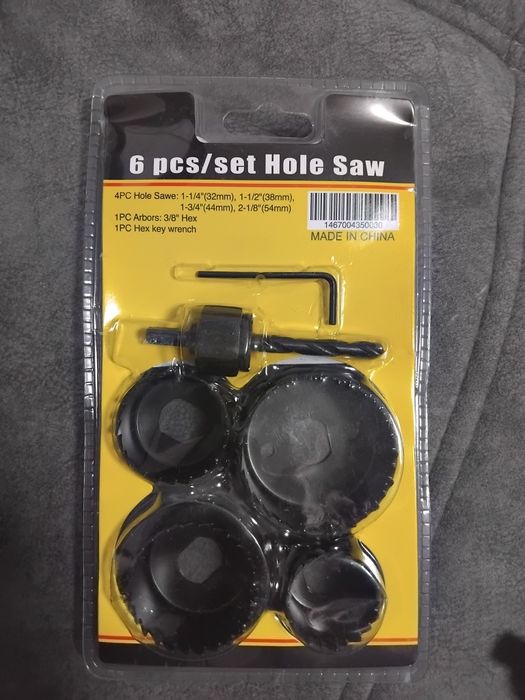 6 pcs/set Hole Saw
4PC Hole Sawe: 1-1/4"(32mm), 1-1/2"(38mm),
1-3/4"(44mm), 2-1/8"(54mm)
1PC Arbors: 3/8" Hex
1PC Hex key wrench
1467004350030
MADE IN CHINA